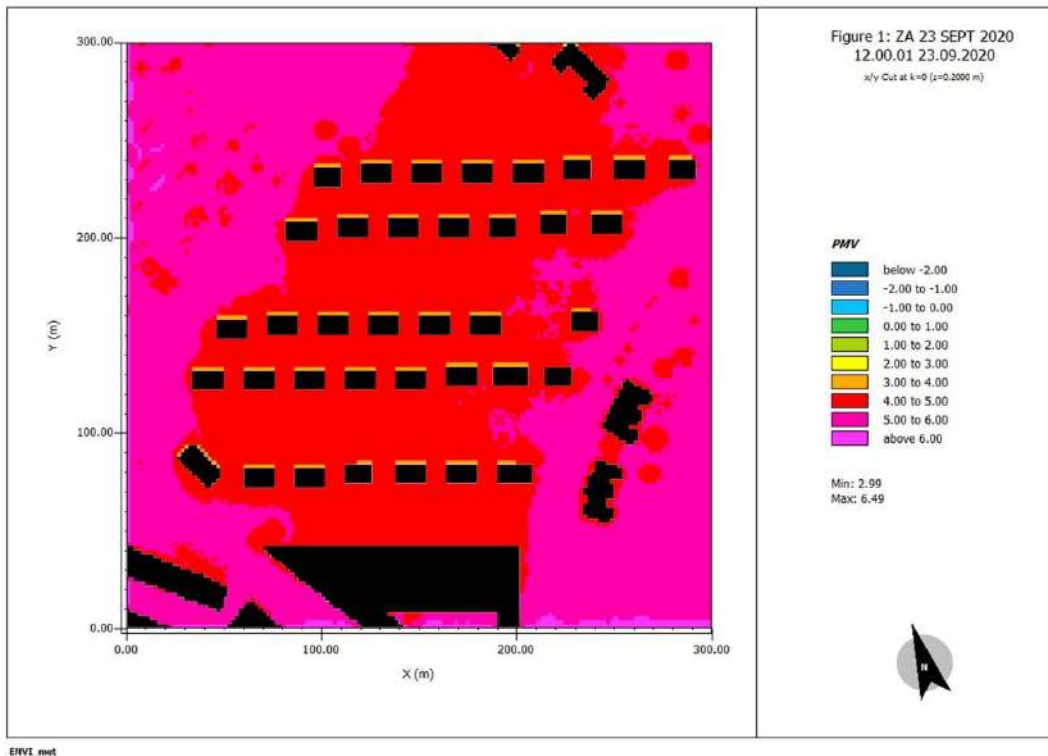 Figure 1: ZA 23 SEPT 2020
12.00.01 23.09.2020
x/y Cut at k=0 (z=0.2000 m)
300.00
200.00
Y (m)
100.00
0.00
0.00 100.00 200.00 300.00
X (m)
PMV
below -2.00
-2.00 to -1.00
-1.00 to 0.00
0.00 to 1.00
1.00 to 2.00
2.00 to 3.00
3.00 to 4.00
4.00 to 5.00
5.00 to 6.00
above 6.00
Min: 2.99
Max: 6.49
N
ENVI_met